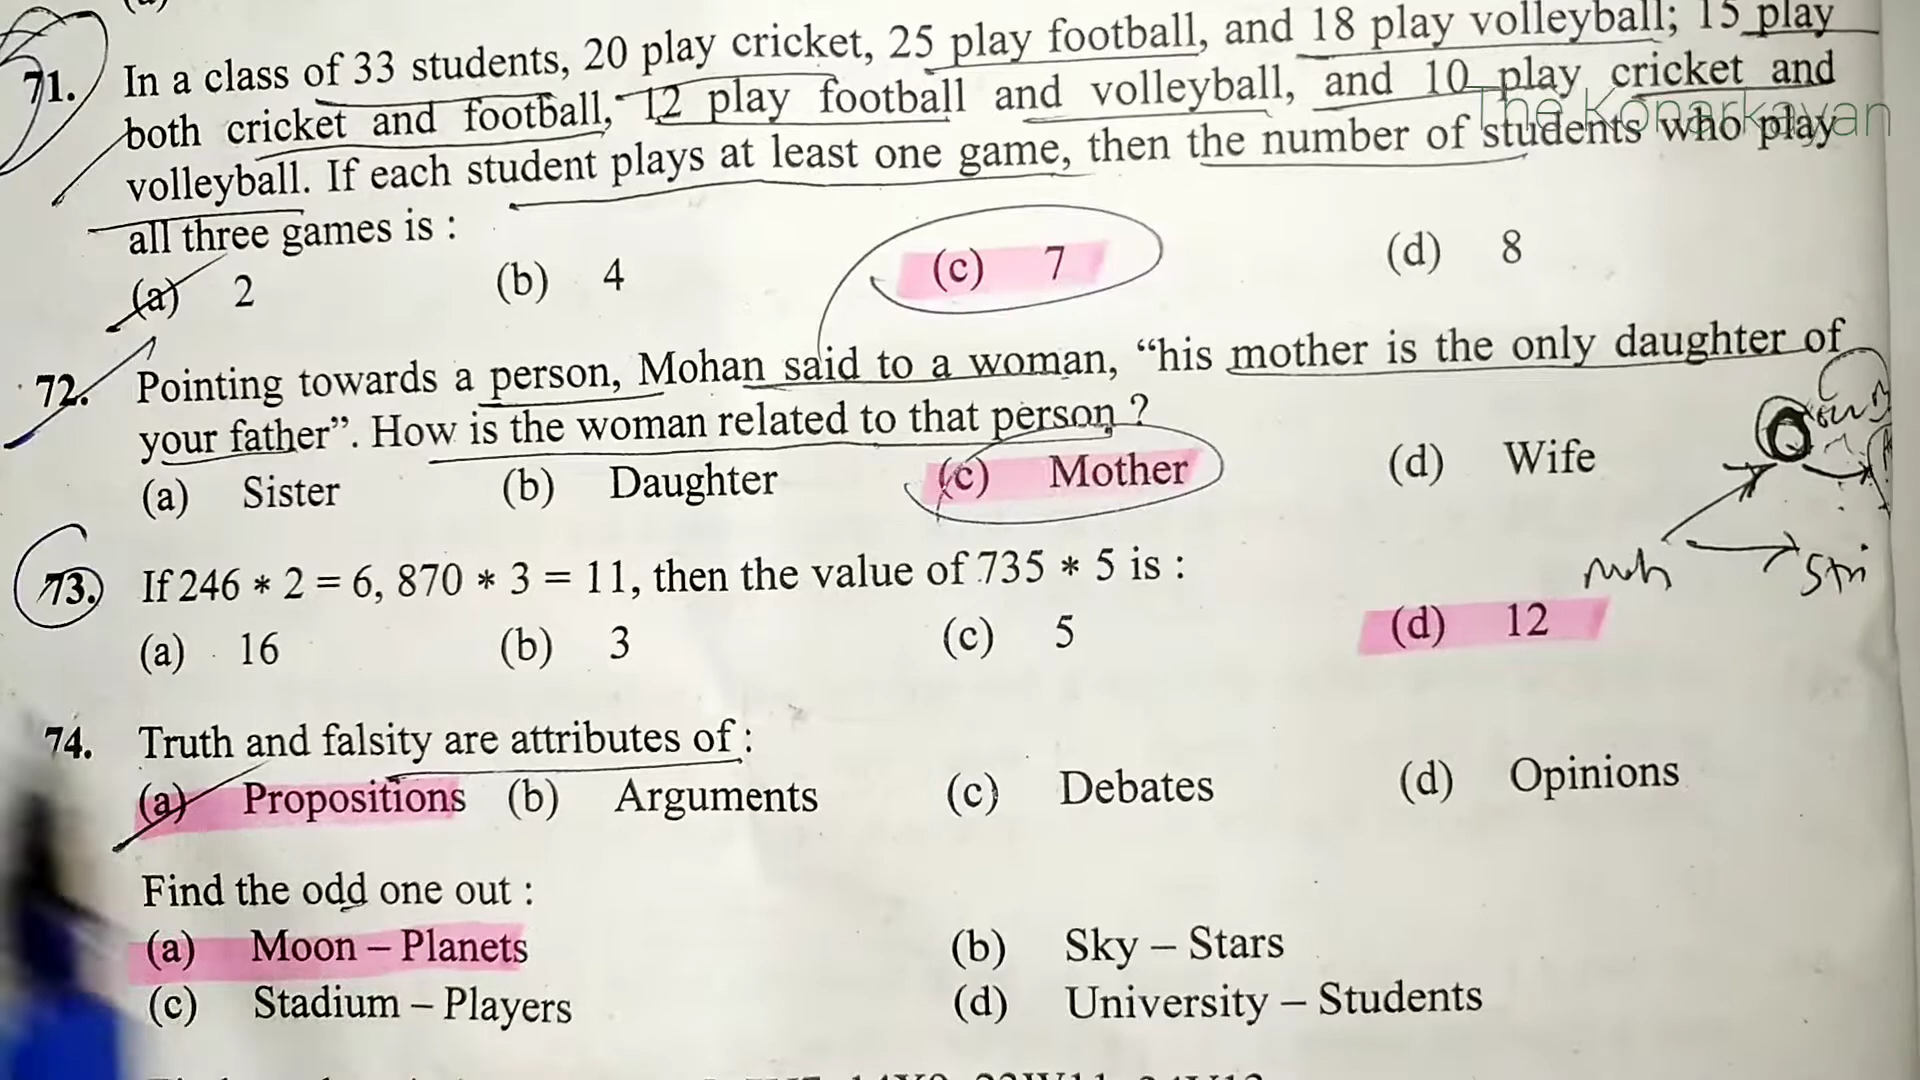 71. In a class of 33 students, 20 play cricket, 25 play football, and 18 play volleyball; 15 play
both cricket and football, 12 play football and volleyball, and 10 play cricket and
The Konarkayan
volleyball. If each student plays at least one game, then the number of students who play
all three games is :
(a) 2 (b) 4 (c) 7 (d) 8
72. Pointing towards a person, Mohan said to a woman, “his mother is the only daughter of
your father”. How is the woman related to that person ?
(a) Sister (b) Daughter (c) Mother (d) Wife
73. If 246 * 2 = 6, 870 * 3 = 11, then the value of 735 * 5 is :
(a) 16 (b) 3 (c) 5 (d) 12
74. Truth and falsity are attributes of :
(a) Propositions (b) Arguments (c) Debates (d) Opinions
Find the odd one out :
(a) Moon – Planets (b) Sky – Stars
(c) Stadium – Players (d) University – Students